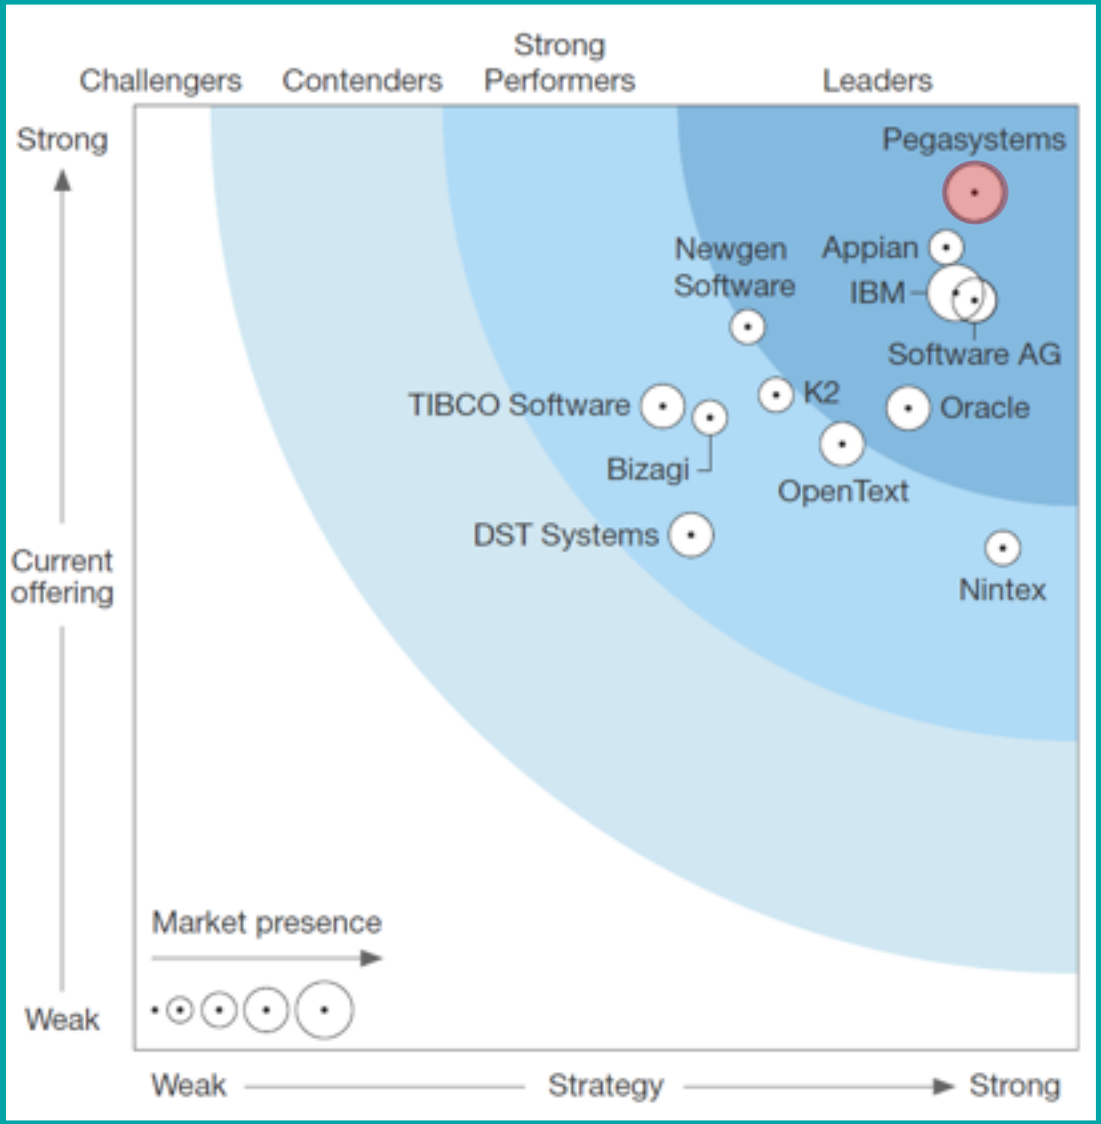 Strong
Challengers Contenders Performers Leaders
Strong
Pegasystems
Newgen
Software
Appian
IBM
Software AG
TIBCO Software
K2
Oracle
Bizagi
OpenText
DST Systems
Current
offering
Nintex
Market presence
Weak
Weak Strategy Strong